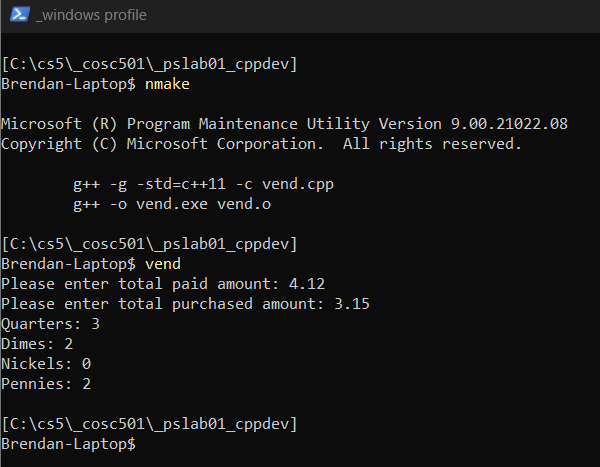 _windows profile
[C:\cs5\_cosc501\_pslab01_cppdev]
Brendan-Laptop$ nmake
Microsoft (R) Program Maintenance Utility Version 9.00.21022.08
Copyright (C) Microsoft Corporation.  All rights reserved.
        g++ -g -std=c++11 -c vend.cpp
        g++ -o vend.exe vend.o
[C:\cs5\_cosc501\_pslab01_cppdev]
Brendan-Laptop$ vend
Please enter total paid amount: 4.12
Please enter total purchased amount: 3.15
Quarters: 3
Dimes: 2
Nickels: 0
Pennies: 2
[C:\cs5\_cosc501\_pslab01_cppdev]
Brendan-Laptop$